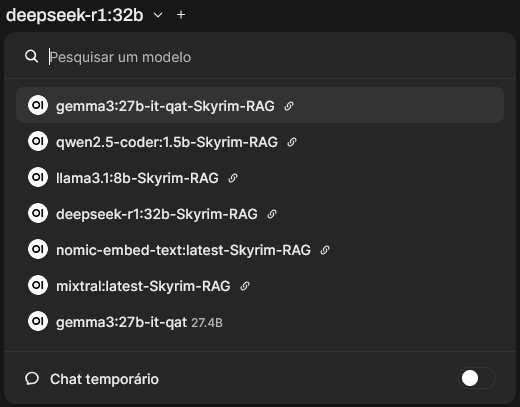 deepseek-r1:32b
Pesquisar um modelo
OI gemma3:27b-it-qat-Skyrim-RAG
OI qwen2.5-coder:1.5b-Skyrim-RAG
OI llama3.1:8b-Skyrim-RAG
OI deepseek-r1:32b-Skyrim-RAG
OI nomic-embed-text:latest-Skyrim-RAG
OI mixtral:latest-Skyrim-RAG
OI gemma3:27b-it-qat 27.4B
Chat temporário